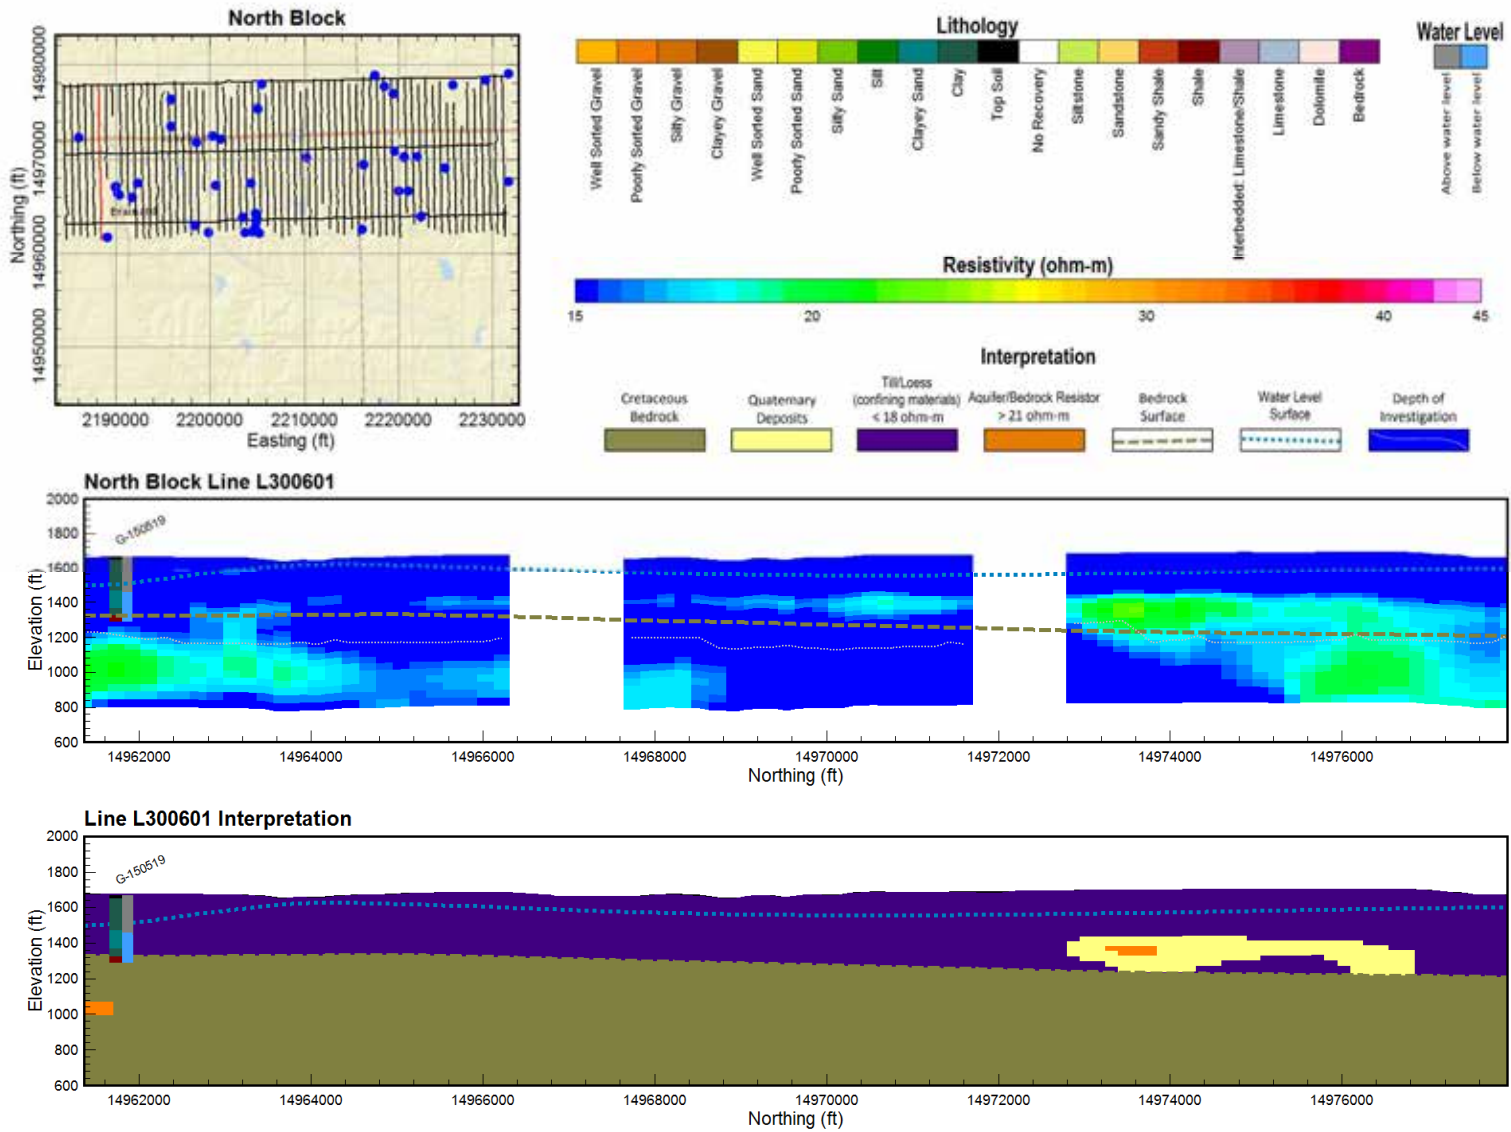 North Block
14980000
14970000
14960000
14950000
Northing (ft)
2190000 2200000 2210000 2220000 2230000
Easting (ft)
Brainard
Lithology
Well Sorted Gravel
Poorly Sorted Gravel
Silty Gravel
Clayey Gravel
Well Sorted Sand
Poorly Sorted Sand
Silty Sand
Silt
Clayey Sand
Clay
Top Soil
No Recovery
Siltstone
Sandstone
Sandy Shale
Shale
Interbedded: Limestone/Shale
Limestone
Dolomite
Bedrock
Water Level
Above water level
Below water level
Resistivity (ohm-m)
15 20 30 40 45
Interpretation
Cretaceous
Bedrock
Quaternary
Deposits
Till/Loess
(confining materials)
< 18 ohm-m
Aquifer/Bedrock Resistor
> 21 ohm-m
Bedrock
Surface
Water Level
Surface
Depth of
Investigation
North Block Line L300601
2000
1800
1600
1400
1200
1000
800
600
Elevation (ft)
G-150519
14962000 14964000 14966000 14968000 14970000 14972000 14974000 14976000
Northing (ft)
Line L300601 Interpretation
2000
1800
1600
1400
1200
1000
800
600
Elevation (ft)
G-150519
14962000 14964000 14966000 14968000 14970000 14972000 14974000 14976000
Northing (ft)